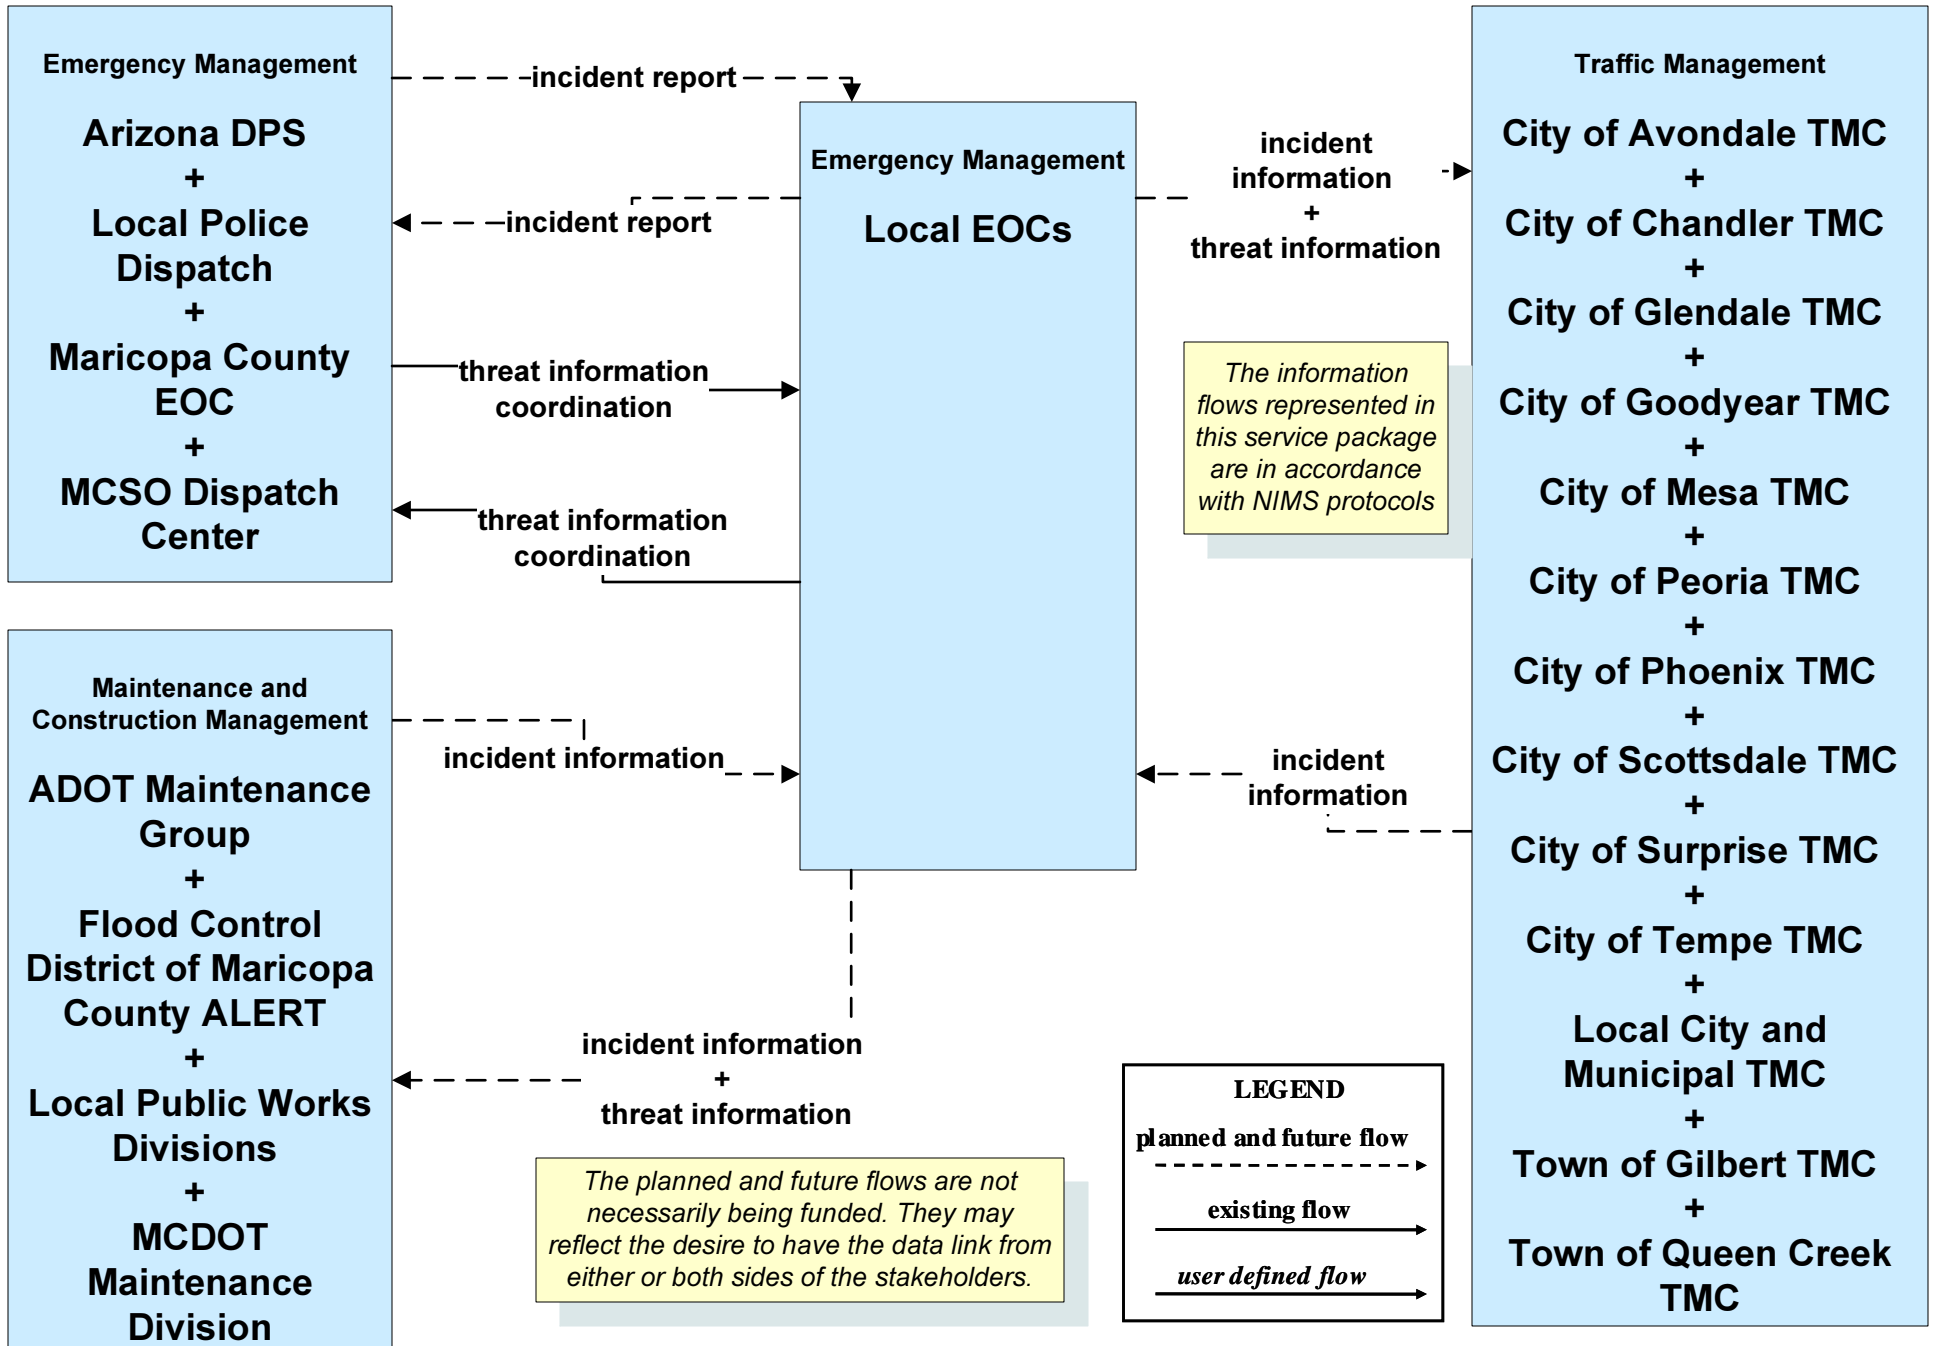 Emergency Management
Arizona DPS
+
Local Police
Dispatch
+
Maricopa County
EOC
+
MCSO Dispatch
Center
incident report
incident report
threat information
coordination
threat information
coordination
Emergency Management
Local EOCs
incident
information
+
threat information
The information
flows represented in
this service package
are in accordance
with NIMS protocols
Traffic Management
City of Avondale TMC
+
City of Chandler TMC
+
City of Glendale TMC
+
City of Goodyear TMC
+
City of Mesa TMC
+
City of Peoria TMC
+
City of Phoenix TMC
+
City of Scottsdale TMC
+
City of Surprise TMC
+
City of Tempe TMC
+
Local City and
Municipal TMC
+
Town of Gilbert TMC
+
Town of Queen Creek
TMC
Maintenance and
Construction Management
ADOT Maintenance
Group
+
Flood Control
District of Maricopa
County ALERT
+
Local Public Works
Divisions
+
MCDOT
Maintenance
Division
incident information
incident
information
incident information
+
threat information
The planned and future flows are not
necessarily being funded. They may
reflect the desire to have the data link from
either or both sides of the stakeholders.
LEGEND
planned and future flow
existing flow
user defined flow